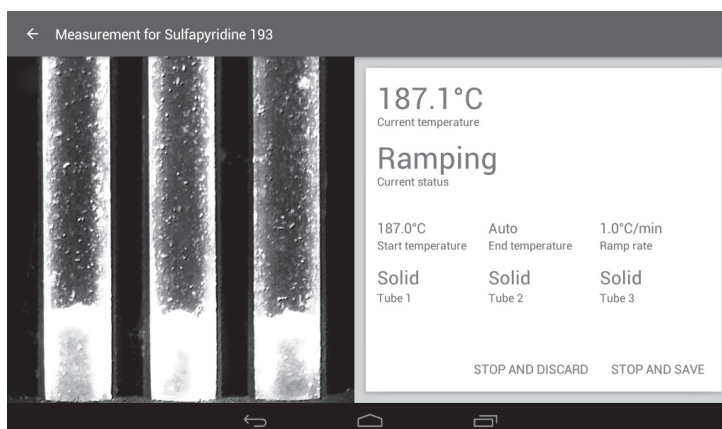 Measurement for Sulfapyridine 193
187.1°C
Current temperature
Ramping
Current status
187.0°C Auto 1.0°C/min
Start temperature End temperature Ramp rate
Solid Solid Solid
Tube 1 Tube 2 Tube 3
STOP AND DISCARD STOP AND SAVE